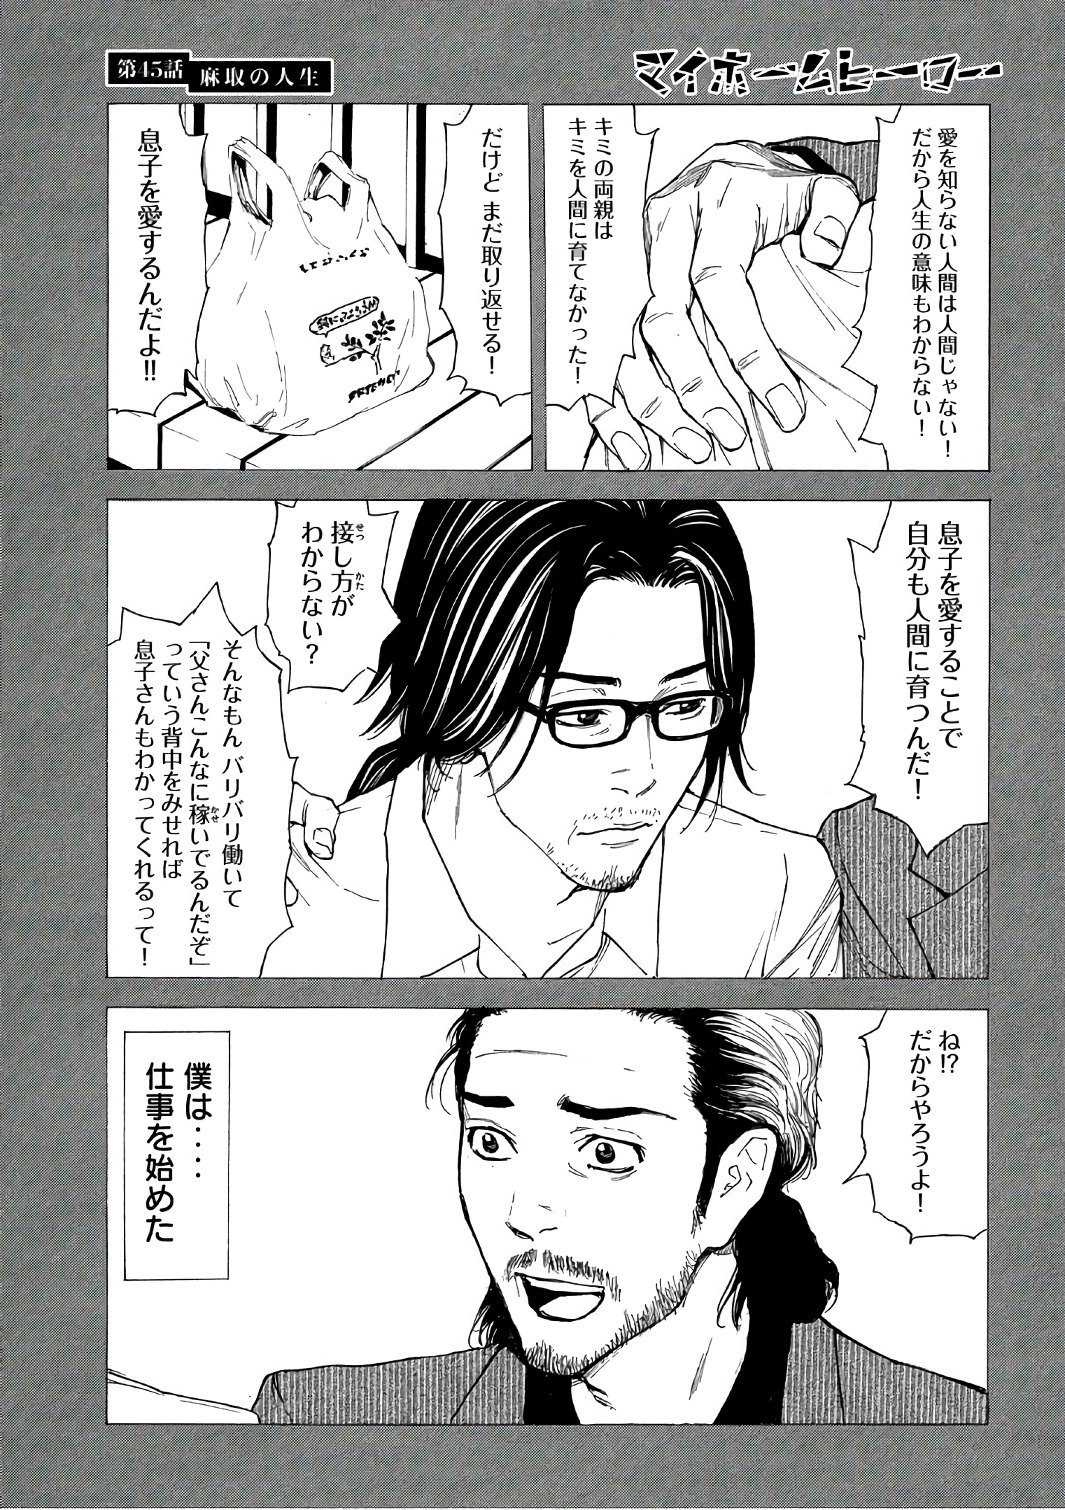 マイホームヒーロー
第45話
麻取の人生
愛を知らない人間は人間じゃない!
だから人生の意味もわからない!
キミの両親は
キミを人間に育てなかった!
だけど まだ取り返せる!
息子を愛するんだよ!!
息子を愛することで
自分も人間に育つんだ!
接し方が
せっ
かた
わからない?
そんなもん バリバリ働いて
「父さんこんなに稼いでるんだぞ」
かせ
っていう背中をみせれば
息子さんもわかってくれるって!
ね!?
だからやろうよ!
僕は‥‥
仕事を始めた